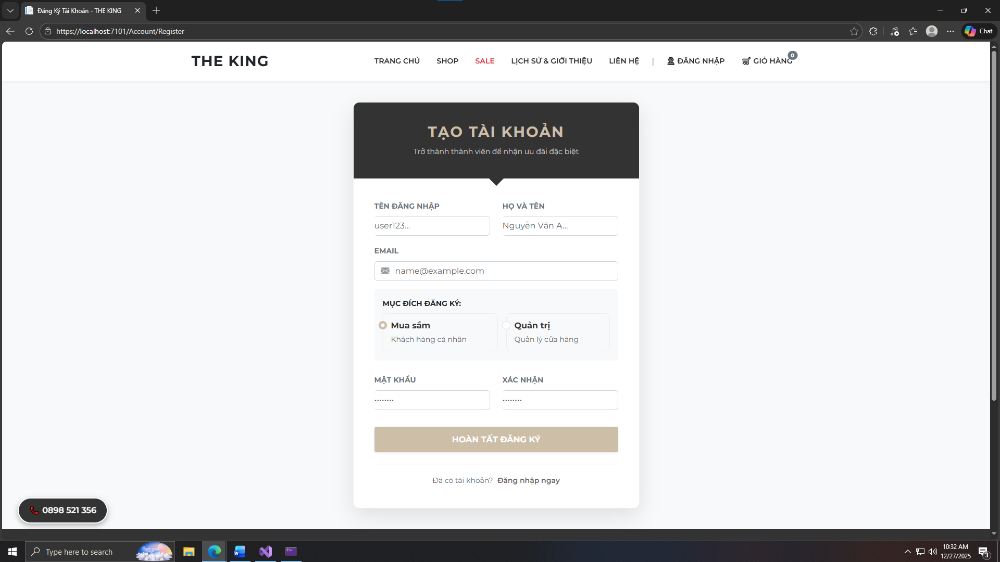 Đăng Ký Tài Khoản - THE KING
https://localhost:7101/Account/Register
Chat
THE KING
TRANG CHỦ
SHOP
SALE
LỊCH SỬ & GIỚI THIỆU
LIÊN HỆ
|
ĐĂNG NHẬP
GIỎ HÀNG
0
TẠO TÀI KHOẢN
Trở thành thành viên để nhận ưu đãi đặc biệt
TÊN ĐĂNG NHẬP
HỌ VÀ TÊN
user123...
Nguyễn Văn A...
EMAIL
name@example.com
MỤC ĐÍCH ĐĂNG KÝ:
Mua sắm
Khách hàng cá nhân
Quản trị
Quản lý cửa hàng
MẬT KHẨU
XÁC NHẬN
········
········
HOÀN TẤT ĐĂNG KÝ
Đã có tài khoản? Đăng nhập ngay
0898 521 356
Type here to search
10:32 AM
12/27/2025
3